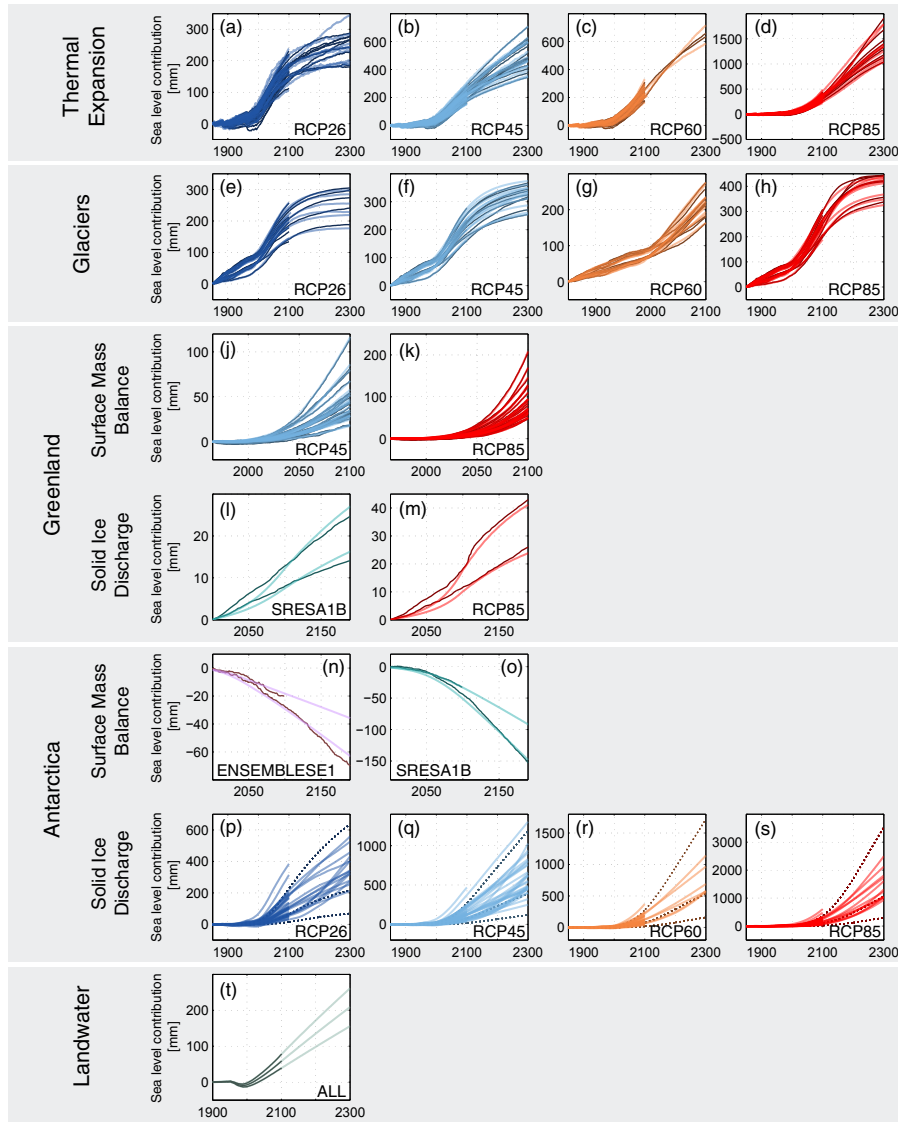 Thermal
Expansion
Sea level contribution
[mm]
(a)
300
200
100
0
RCP26
1900 2100 2300
(b)
600
400
200
0
RCP45
1900 2100 2300
(c)
600
400
200
0
RCP60
1900 2100 2300
(d)
1500
1000
500
0
−500
RCP85
1900 2100 2300
Glaciers
Sea level contribution
[mm]
(e)
300
200
100
0
RCP26
1900 2100 2300
(f)
300
200
100
0
RCP45
1900 2100 2300
(g)
200
100
0
RCP60
1900 2000 2100
(h)
400
300
200
100
0
RCP85
1900 2100 2300
Greenland
Surface Mass
Balance
Sea level contribution
[mm]
(j)
100
50
0
RCP45
2000 2050 2100
(k)
200
100
0
RCP85
2000 2050 2100
Solid Ice
Discharge
Sea level contribution
[mm]
(l)
20
10
0
SRESA1B
2050 2150
(m)
40
30
20
10
0
RCP85
2050 2150
Antarctica
Surface Mass
Balance
Sea level contribution
[mm]
(n)
0
−20
−40
−60
ENSEMBLESE1
2050 2150
(o)
0
−50
−100
−150
SRESA1B
2050 2150
Solid Ice
Discharge
Sea level contribution
[mm]
(p)
600
400
200
0
RCP26
1900 2100 2300
(q)
1000
500
0
RCP45
1900 2100 2300
(r)
1500
1000
500
0
RCP60
1900 2100 2300
(s)
3000
2000
1000
0
RCP85
1900 2100 2300
Landwater
Sea level contribution
[mm]
(t)
200
100
0
ALL
1900 2100 2300